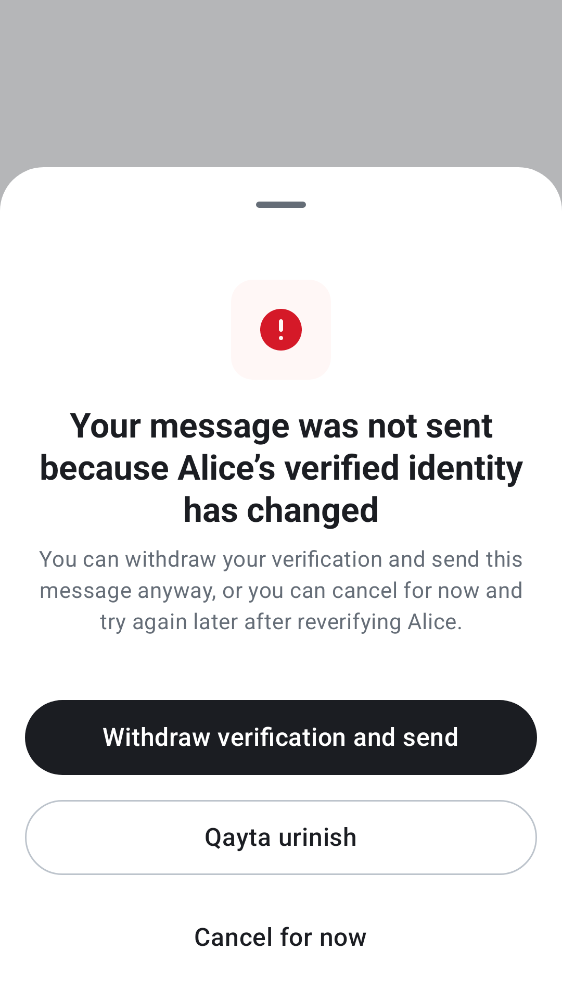 Your message was not sent
because Alice’s verified identity
has changed
You can withdraw your verification and send this
message anyway, or you can cancel for now and
try again later after reverifying Alice.
Withdraw verification and send
Qayta urinish
Cancel for now